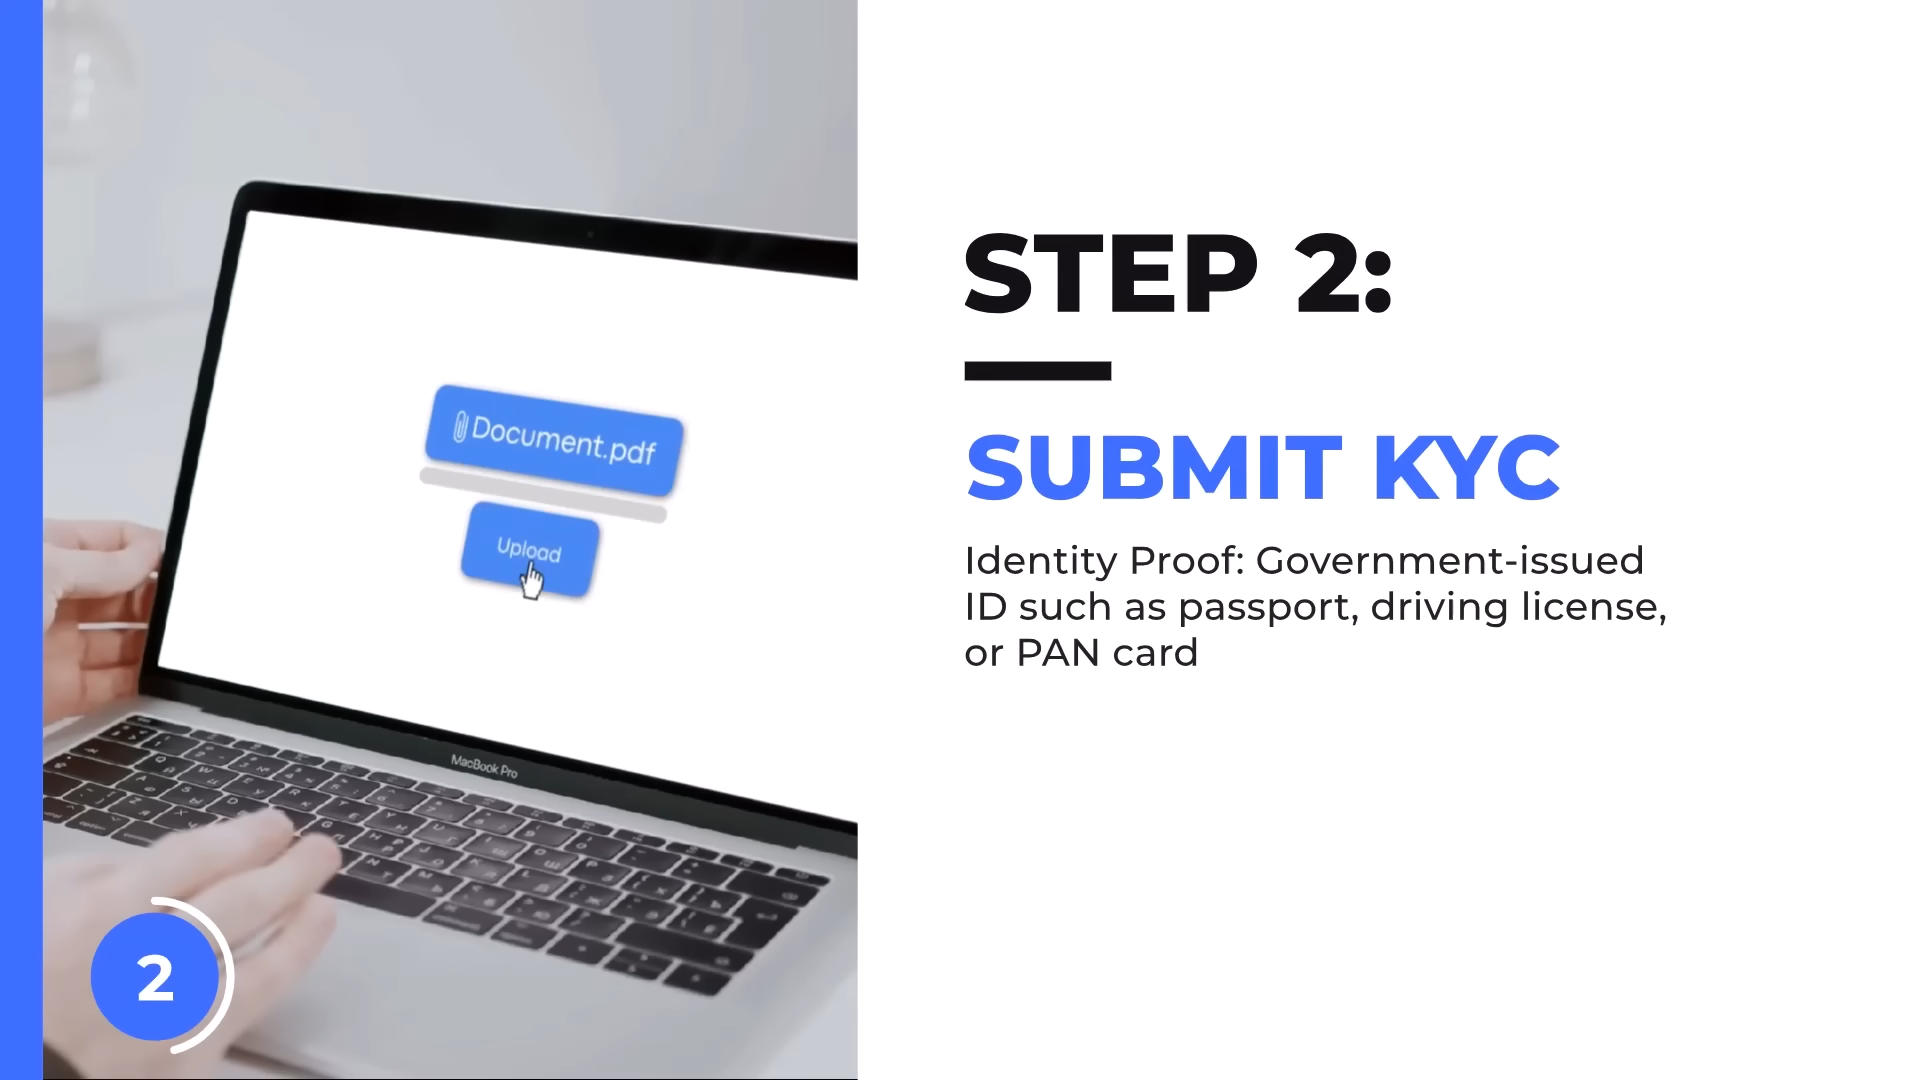 STEP 2:
SUBMIT KYC
Identity Proof: Government-issued
ID such as passport, driving license,
or PAN card
Document.pdf
Upload
MacBook Pro
2